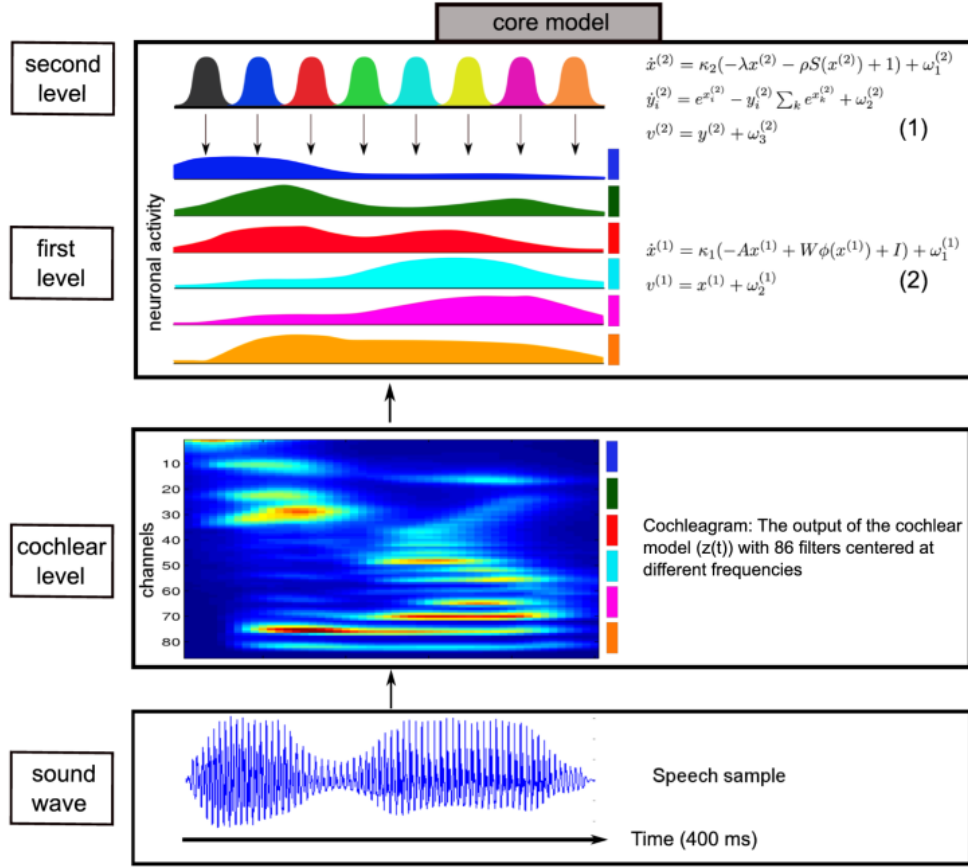 core model
second
level
ẋ^(2) = κ₂(−λx^(2) − ρS(x^(2)) + 1) + ω₁^(2)
ẏᵢ^(2) = e^(xᵢ^(2)) − yᵢ^(2) ∑ₖ e^(xₖ^(2)) + ω₂^(2)
v^(2) = y^(2) + ω₃^(2)
(1)
neuronal activity
first
level
ẋ^(1) = κ₁(−Ax^(1) + Wϕ(x^(1)) + I) + ω₁^(1)
v^(1) = x^(1) + ω₂^(1)
(2)
cochlear
level
channels
10
20
30
40
50
60
70
80
Cochleagram: The output of the cochlear
model (z(t)) with 86 filters centered at
different frequencies
sound
wave
Speech sample
Time (400 ms)